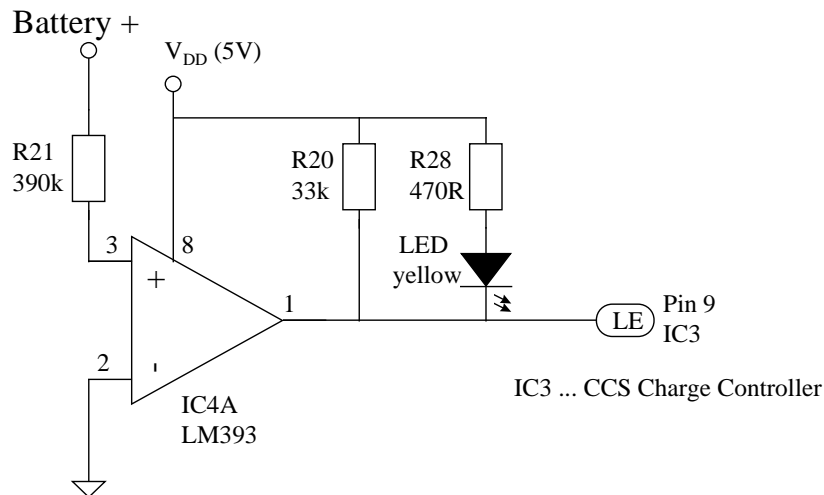 Battery +
V_DD (5V)
R21
390k
R20
33k
R28
470R
LED
yellow
3
8
+
1
2
-
LE
Pin 9
IC3
IC3 ... CCS Charge Controller
IC4A
LM393